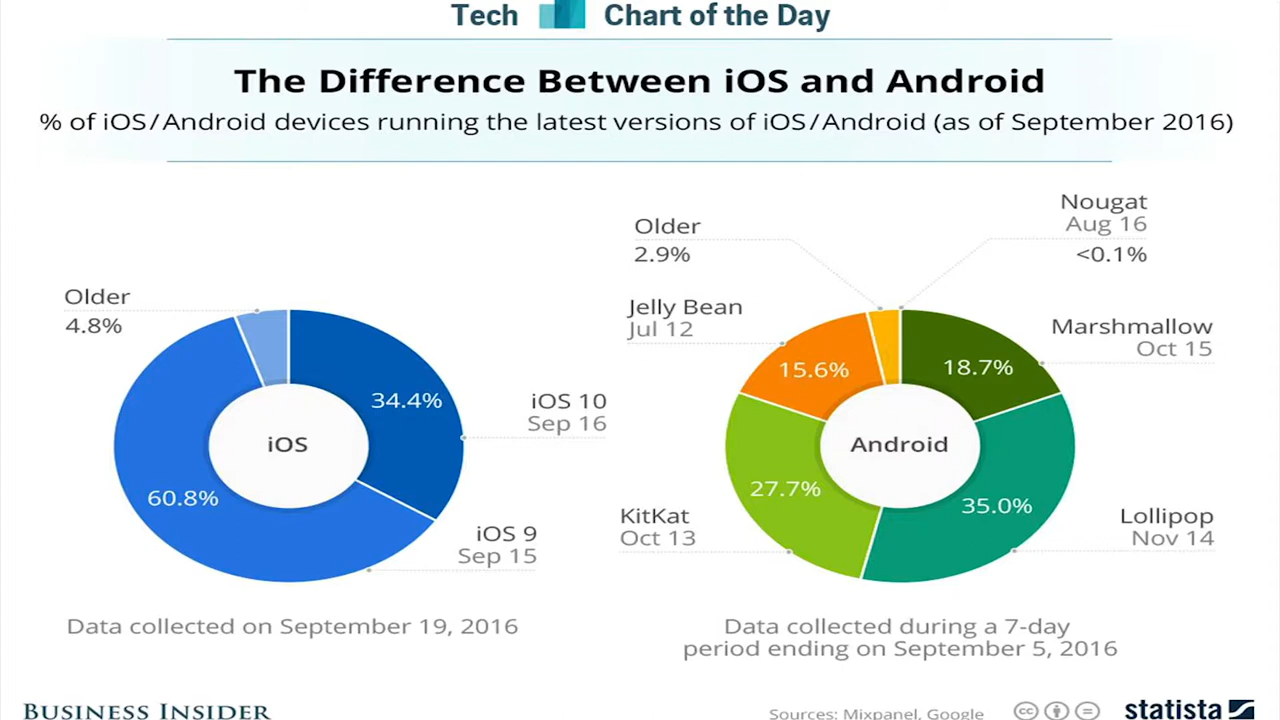 Tech Chart of the Day
The Difference Between iOS and Android
% of iOS/Android devices running the latest versions of iOS/Android (as of September 2016)
Older
4.8%
34.4%
iOS 10
Sep 16
iOS
60.8%
iOS 9
Sep 15
Data collected on September 19, 2016
Older
2.9%
Nougat
Aug 16
<0.1%
Jelly Bean
Jul 12
15.6%
Marshmallow
Oct 15
18.7%
Android
27.7%
KitKat
Oct 13
35.0%
Lollipop
Nov 14
Data collected during a 7-day
period ending on September 5, 2016
BUSINESS INSIDER
Sources: Mixpanel, Google
cc
statista